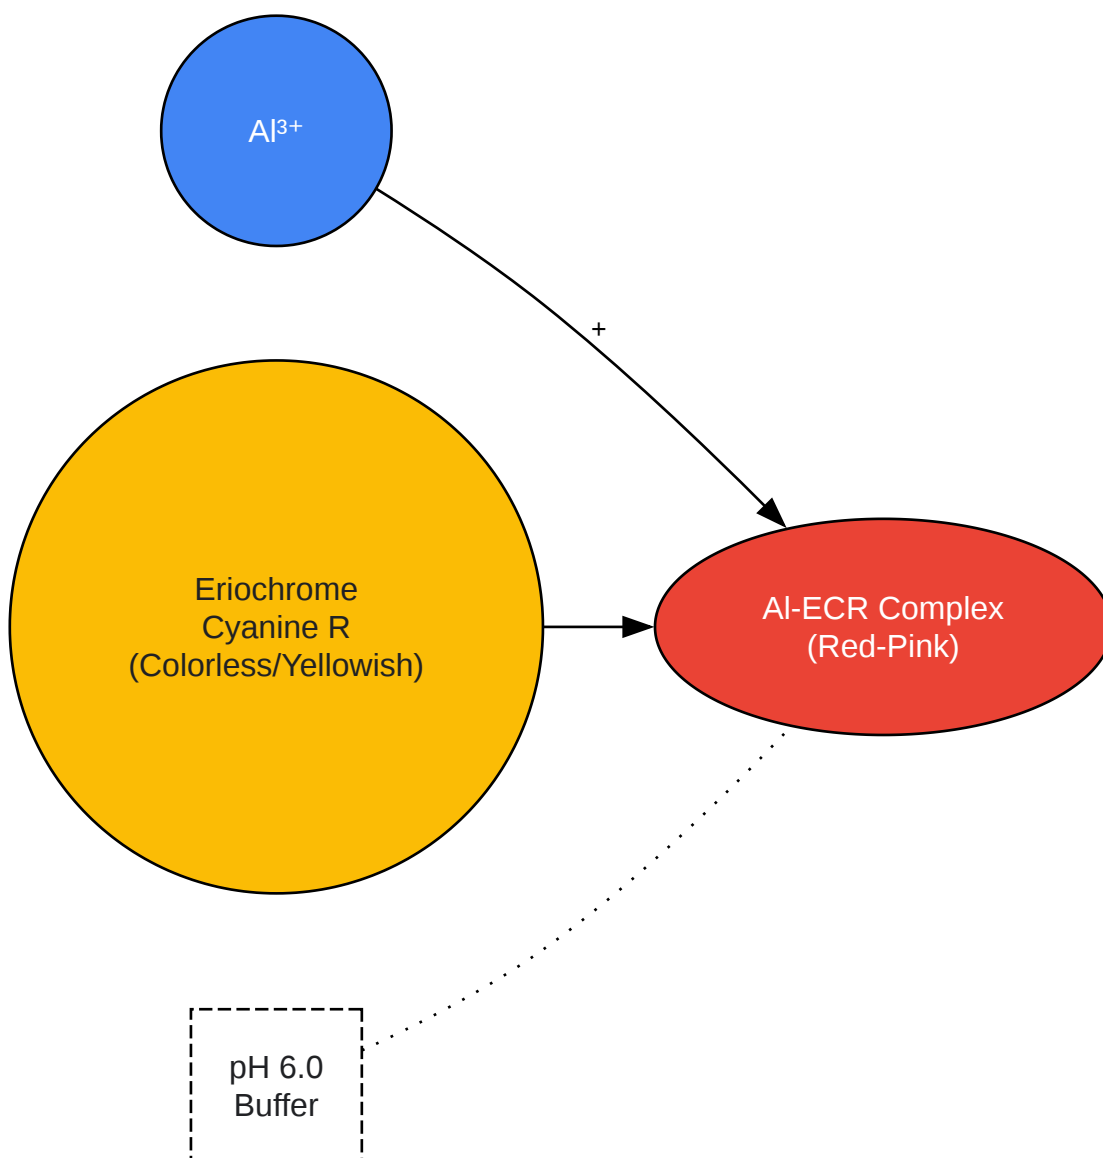 Al³⁺
+
Eriochrome
Cyanine R
(Colorless/Yellowish)
Al-ECR Complex
(Red-Pink)
pH 6.0
Buffer